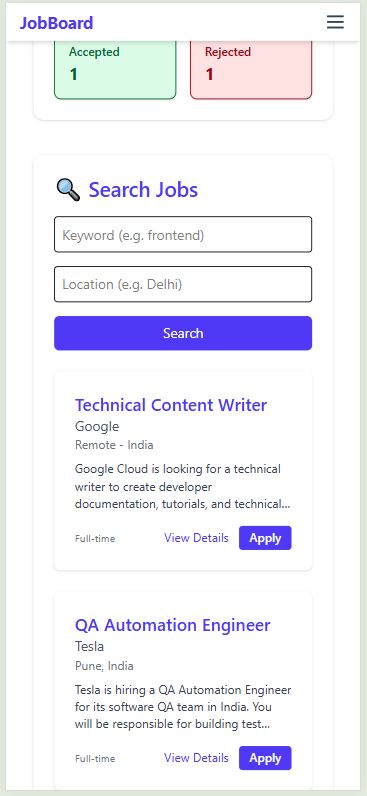 JobBoard
Accepted
1
Rejected
1
Search Jobs
Keyword (e.g. frontend)
Location (e.g. Delhi)
Search
Technical Content Writer
Google
Remote - India
Google Cloud is looking for a technical
writer to create developer
documentation, tutorials, and technical...
Full-time
View Details
Apply
QA Automation Engineer
Tesla
Pune, India
Tesla is hiring a QA Automation Engineer
for its software QA team in India. You
will be responsible for building test...
Full-time
View Details
Apply